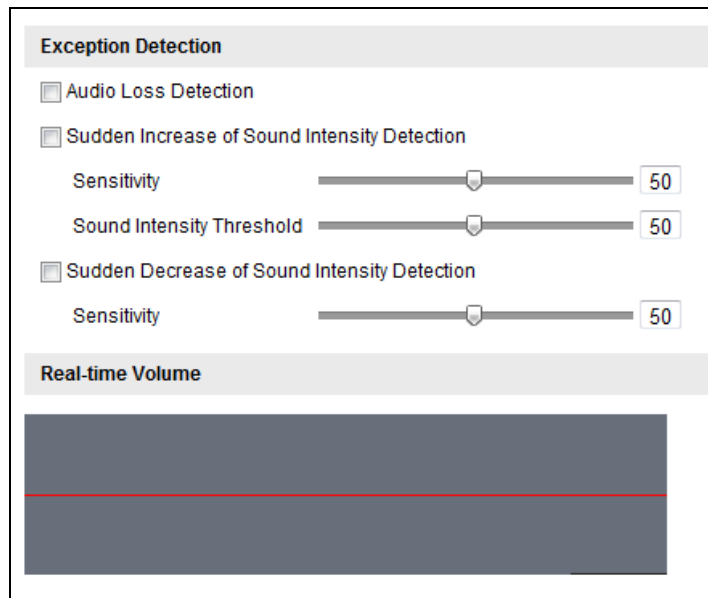 Exception Detection
Audio Loss Detection
Sudden Increase of Sound Intensity Detection
Sensitivity 50
Sound Intensity Threshold 50
Sudden Decrease of Sound Intensity Detection
Sensitivity 50
Real-time Volume